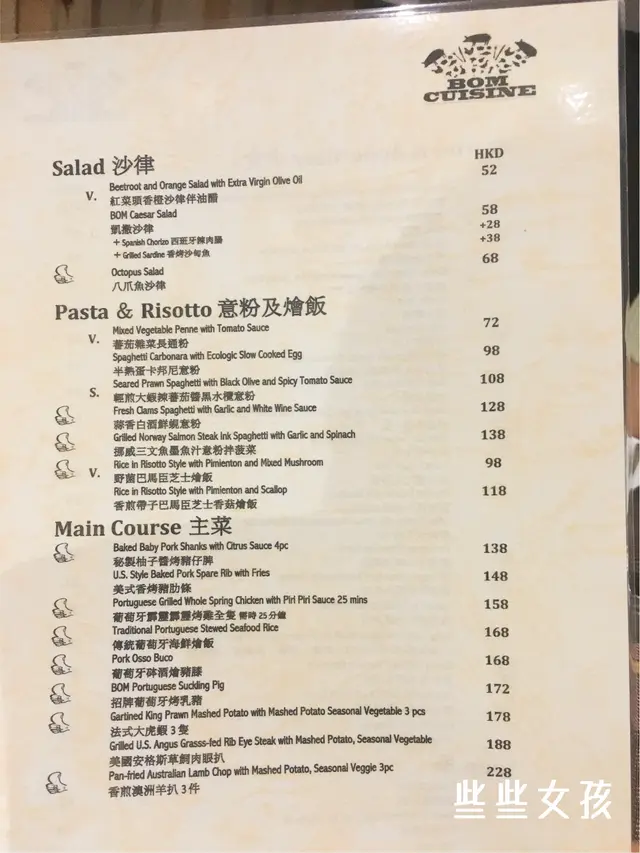 BOM
CUISINE
HKD
Salad 沙律
Beetroot and Orange Salad with Extra Virgin Olive Oil 52
V. 紅菜頭香橙沙律伴油醋
BOM Caesar Salad 58
凱撒沙律 +28
+ Spanish Chorizo 西班牙辣肉腸 +38
+ Grilled Sardine 香烤沙甸魚
Octopus Salad 68
八爪魚沙律
Pasta & Risotto 意粉及燴飯
Mixed Vegetable Penne with Tomato Sauce 72
V. 蕃茄雜菜長通粉
Spaghetti Carbonara with Ecologic Slow Cooked Egg 98
半熟蛋卡邦尼意粉
Seared Prawn Spaghetti with Black Olive and Spicy Tomato Sauce 108
S. 輕煎大蝦辣蕃茄醬黑水欖意粉
Fresh Clams Spaghetti with Garlic and White Wine Sauce 128
蒜香白酒鮮蜆意粉
Grilled Norway Salmon Steak Ink Spaghetti with Garlic and Spinach 138
挪威三文魚墨魚汁意粉拌菠菜
Rice in Risotto Style with Pimienton and Mixed Mushroom 98
V. 野菌巴馬臣芝士燴飯
Rice in Risotto Style with Pimienton and Scallop 118
香煎帶子巴馬臣芝士香菇燴飯
Main Course 主菜
Baked Baby Pork Shanks with Citrus Sauce 4pc 138
秘製柚子醬烤豬仔髀
U.S. Style Baked Pork Spare Rib with Fries 148
美式香烤豬肋條
Portuguese Grilled Whole Spring Chicken with Piri Piri Sauce 25 mins 158
葡萄牙霹靂霹靂烤雞全隻 需時 25 分鐘
Traditional Portuguese Stewed Seafood Rice 168
傳統葡萄牙海鮮燴飯
Pork Osso Buco 168
葡萄牙砵酒燴豬膝
BOM Portuguese Suckling Pig 172
招牌葡萄牙烤乳豬
Gartined King Prawn Mashed Potato with Mashed Potato Seasonal Vegetable 3 pcs 178
法式大虎蝦 3 隻
Grilled U.S. Angus Grasss-fed Rib Eye Steak with Mashed Potato, Seasonal Vegetable 188
美國安格斯草飼肉眼扒
Pan-fried Australian Lamb Chop with Mashed Potato, Seasonal Veggie 3pc 228
香煎澳洲羊扒 3 件
些些女孩